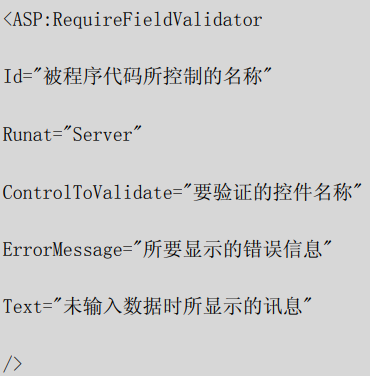 <ASP:RequireFieldValidator
Id="被程序代码所控制的名称"
Runat="Server"
ControlToValidate="要验证的控件名称"
ErrorMessage="所要显示的错误信息"
Text="未输入数据时所显示的讯息"
/>